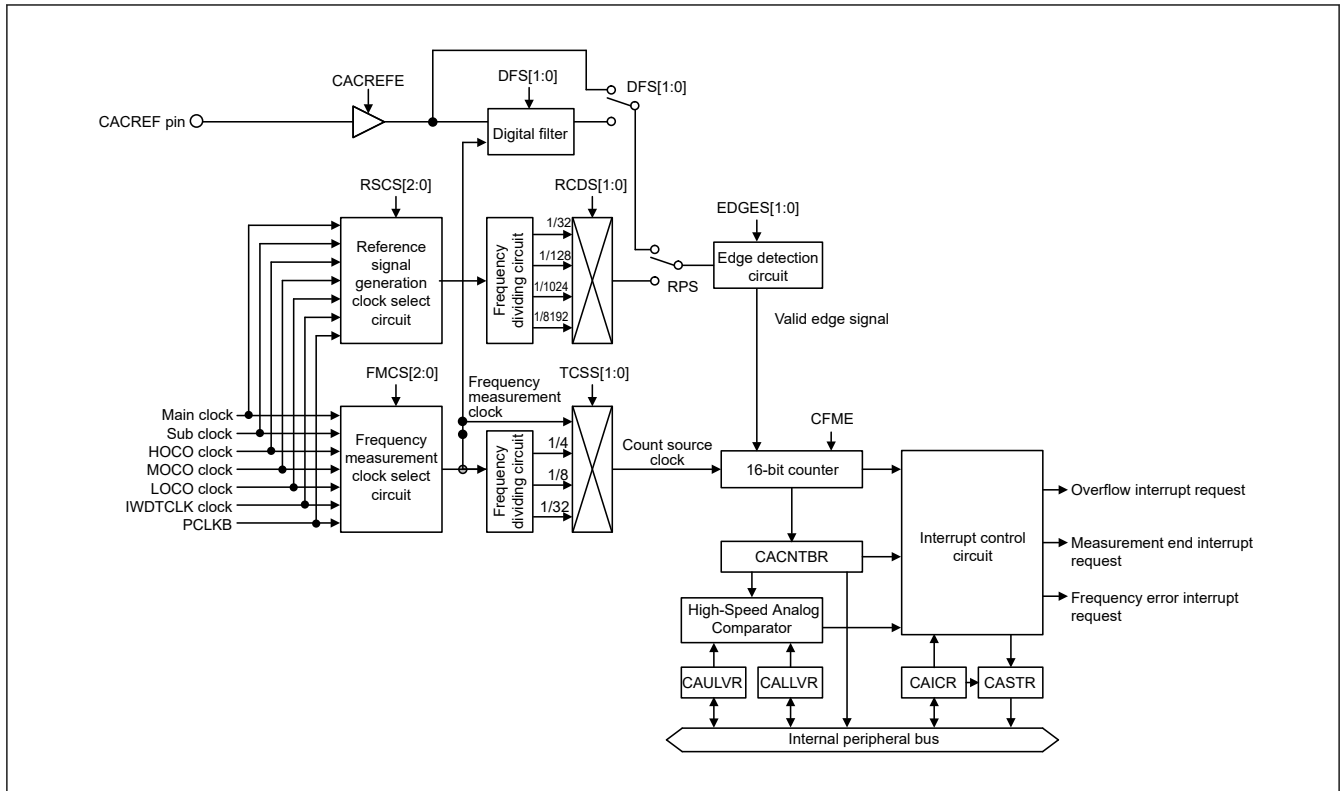 CACREFE
DFS[1:0]
DFS[1:0]
CACREF pin
Digital filter
RSCS[2:0]
RCDS[1:0]
EDGES[1:0]
Reference
signal
generation
clock select
circuit
Frequency
dividing circuit
1/32
1/128
1/1024
1/8192
RPS
Edge detection
circuit
Valid edge signal
FMCS[2:0]
Frequency
measurement
clock
TCSS[1:0]
Main clock
Sub clock
HOCO clock
MOCO clock
LOCO clock
IWDTCLK clock
PCLKB
Frequency
measurement
clock select
circuit
Frequency
dividing circuit
1/4
1/8
1/32
Count source
clock
CFME
16-bit counter
CACNTBR
High-Speed Analog
Comparator
CAULVR
CALLVR
Interrupt control
circuit
Overflow interrupt request
Measurement end interrupt
request
Frequency error interrupt
request
CAICR
CASTR
Internal peripheral bus